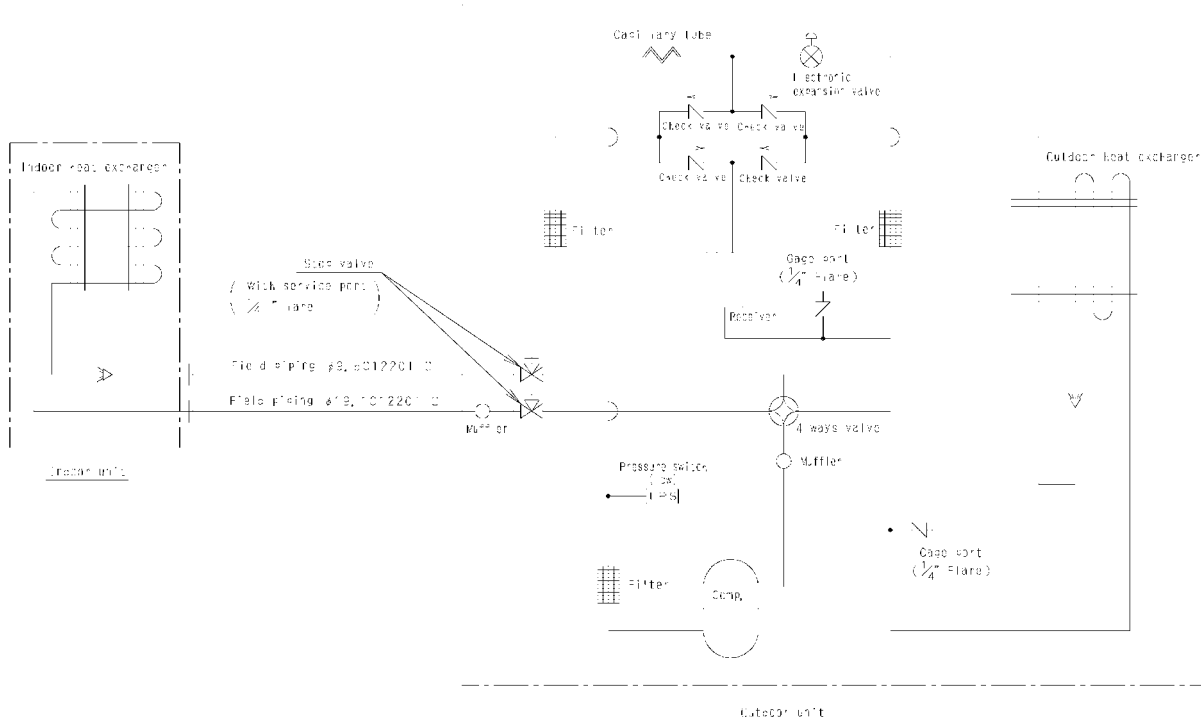 Capillary tube
Electronic
expansion valve
Check valve Check valve
Check valve Check valve
Indoor heat exchanger
Outdoor heat exchanger
Filter
Filter
Stop valve
(With service port
1/4" Flare)
Gage port
(1/4" Flare)
Receiver
Field piping
Field piping
Muffler
4 ways valve
Muffler
Indoor unit
Pressure switch
(Low)
LPS
Gage port
(1/4" Flare)
Filter
Comp.
Outdoor unit